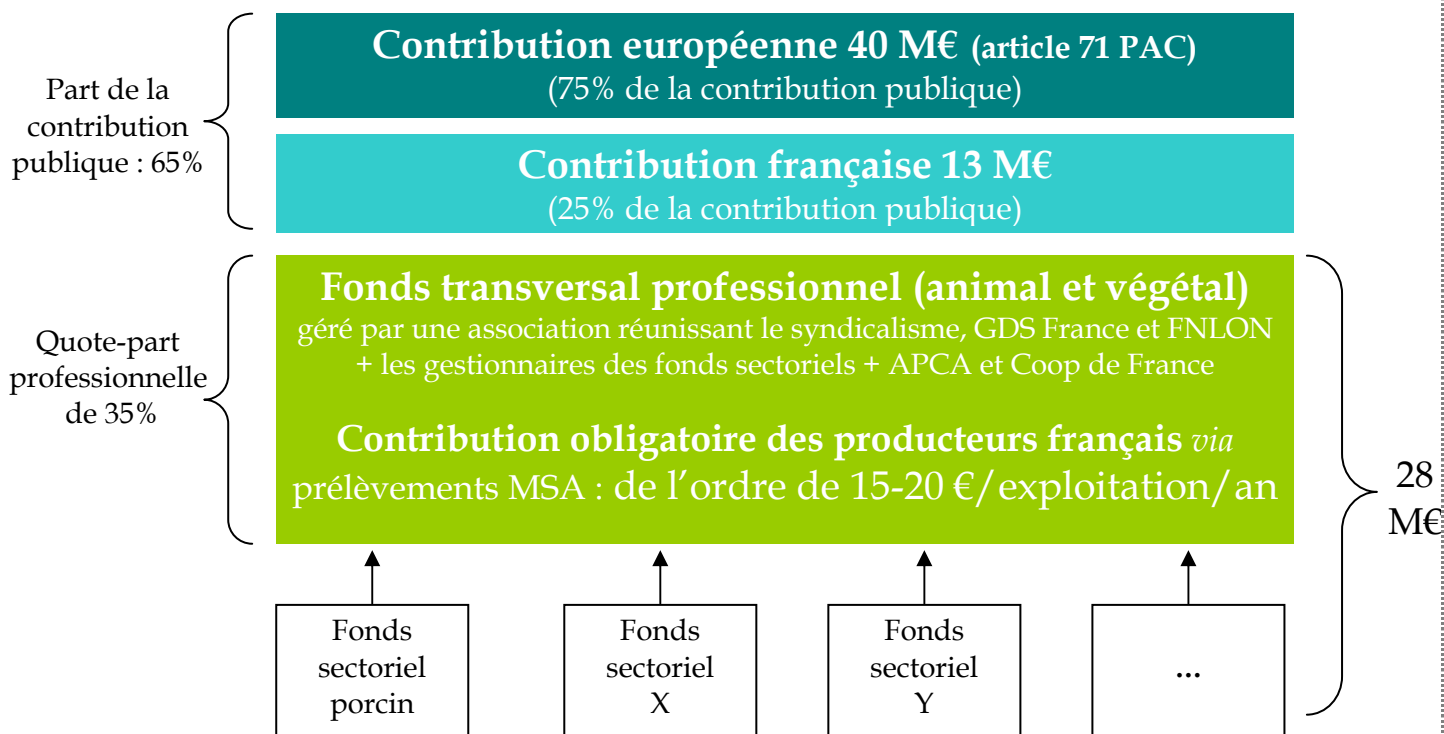 Part de la
contribution
publique : 65%
Contribution européenne 40 M€ (article 71 PAC)
(75% de la contribution publique)
Contribution française 13 M€
(25% de la contribution publique)
Quote-part
professionnelle
de 35%
Fonds transversal professionnel (animal et végétal)
géré par une association réunissant le syndicalisme, GDS France et FNLON
+ les gestionnaires des fonds sectoriels + APCA et Coop de France
Contribution obligatoire des producteurs français via
prélèvements MSA : de l’ordre de 15-20 €/exploitation/an
28
M€
Fonds
sectoriel
porcin
Fonds
sectoriel
X
Fonds
sectoriel
Y
...